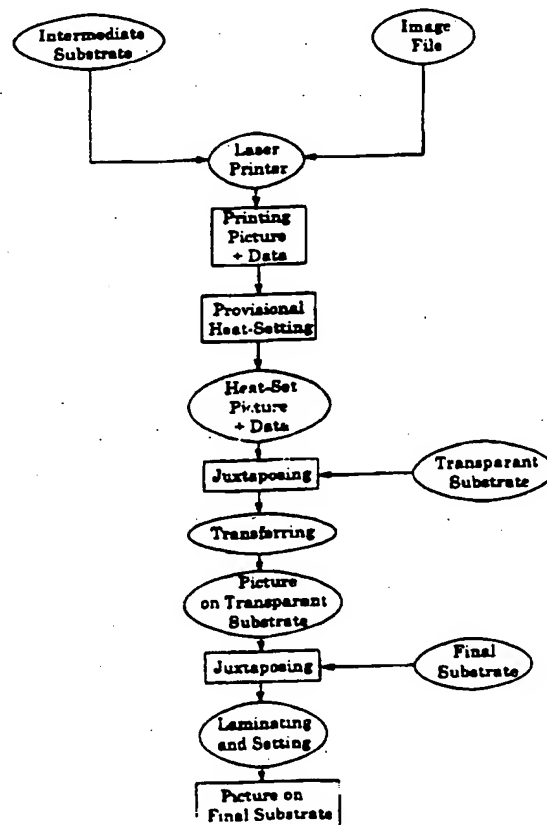 Intermediate
Substrate
Image
File
Laser
Printer
Printing
Picture
+ Data
Provisional
Heat-Setting
Heat-Set
Picture
+ Data
Juxtaposing
Transparant
Substrate
Transferring
Picture
on Transparant
Substrate
Juxtaposing
Final
Substrate
Laminating
and Setting
Picture on
Final Substrate